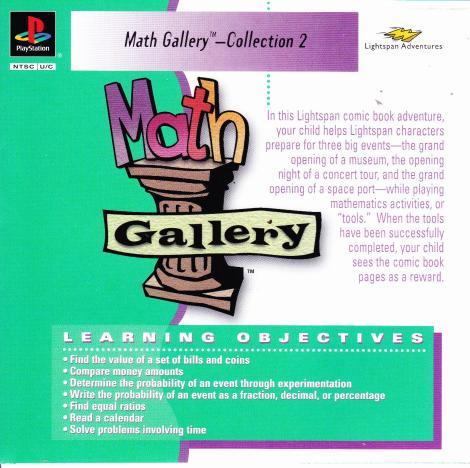 PlayStation
NTSC U/C
Math Gallery™—Collection 2
Lightspan Adventures
Math
Gallery
™
In this Lightspan comic book adventure,
your child helps Lightspan characters
prepare for three big events—the grand
opening of a museum, the opening
night of a concert tour, and the grand
opening of a space port—while playing
mathematics activities, or
"tools." When the tools
have been successfully
completed, your child
sees the comic book
pages as a reward.
LEARNING OBJECTIVES
• Find the value of a set of bills and coins
• Compare money amounts
• Determine the probability of an event through experimentation
• Write the probability of an event as a fraction, decimal, or percentage
• Find equal ratios
• Read a calendar
• Solve problems involving time